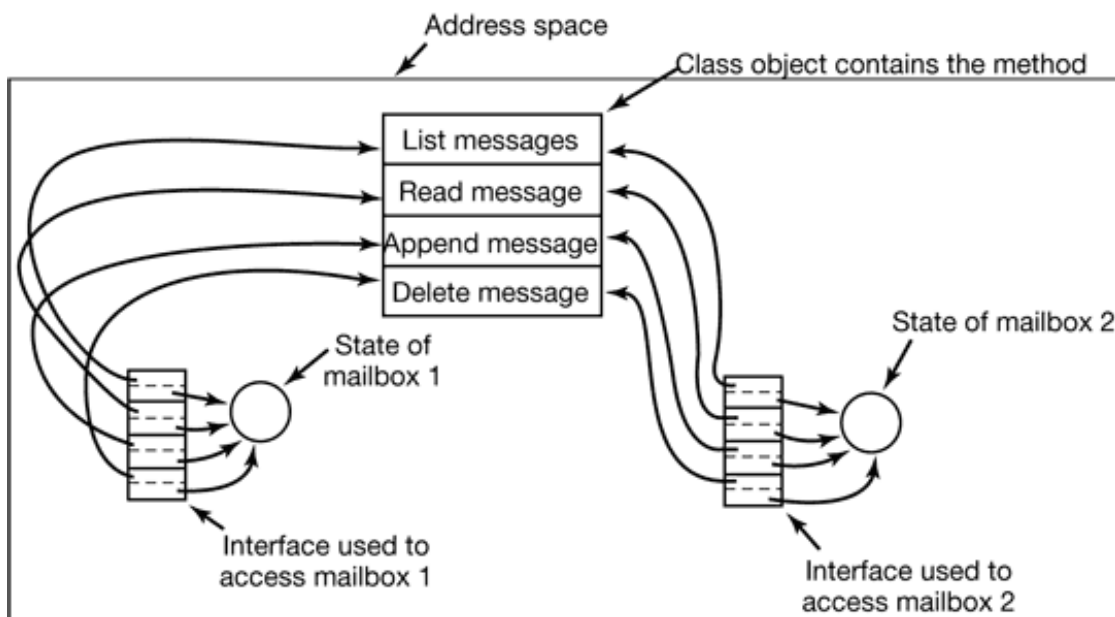 Address space
Class object contains the method
List messages
Read message
Append message
Delete message
State of
mailbox 1
State of mailbox 2
Interface used to
access mailbox 1
Interface used to
access mailbox 2